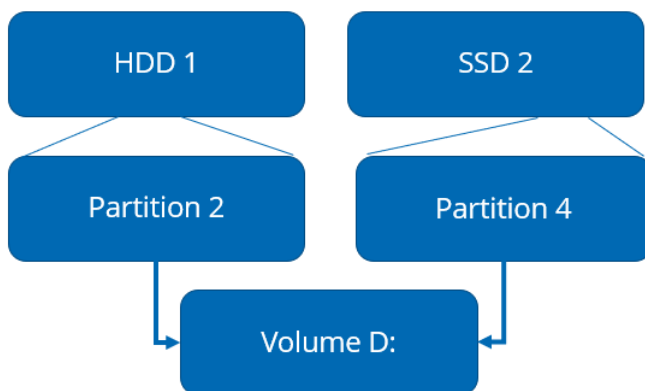 HDD 1
SSD 2
Partition 2
Partition 4
Volume D: